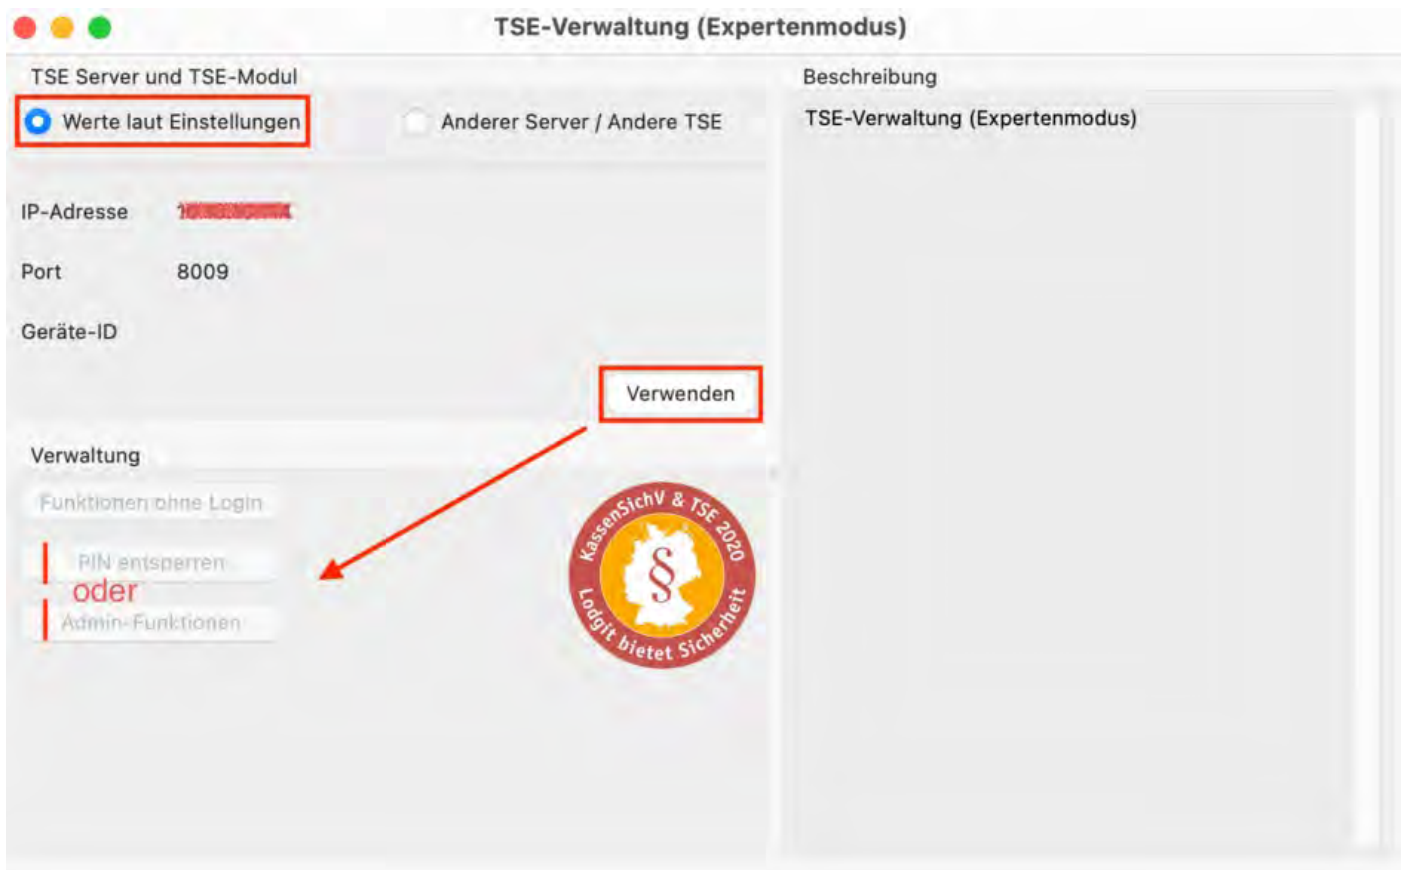 TSE-Verwaltung (Expertenmodus)
TSE Server und TSE-Modul
Werte laut Einstellungen
Anderer Server / Andere TSE
IP-Adresse
Port
8009
Geräte-ID
Verwenden
Verwaltung
Funktionen ohne Login
PIN entsperren
oder
Admin-Funktionen
KassenSichV & TSE 2020
§
Lodgit bietet Sicherheit
Beschreibung
TSE-Verwaltung (Expertenmodus)